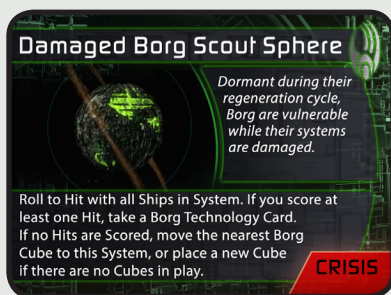 Damaged Borg Scout Sphere
Dormant during their
regeneration cycle,
Borg are vulnerable
while their systems
are damaged.
Roll to Hit with all Ships in System. If you score at
least one Hit, take a Borg Technology Card.
If no Hits are Scored, move the nearest Borg
Cube to this System, or place a new Cube
if there are no Cubes in play.
CRISIS